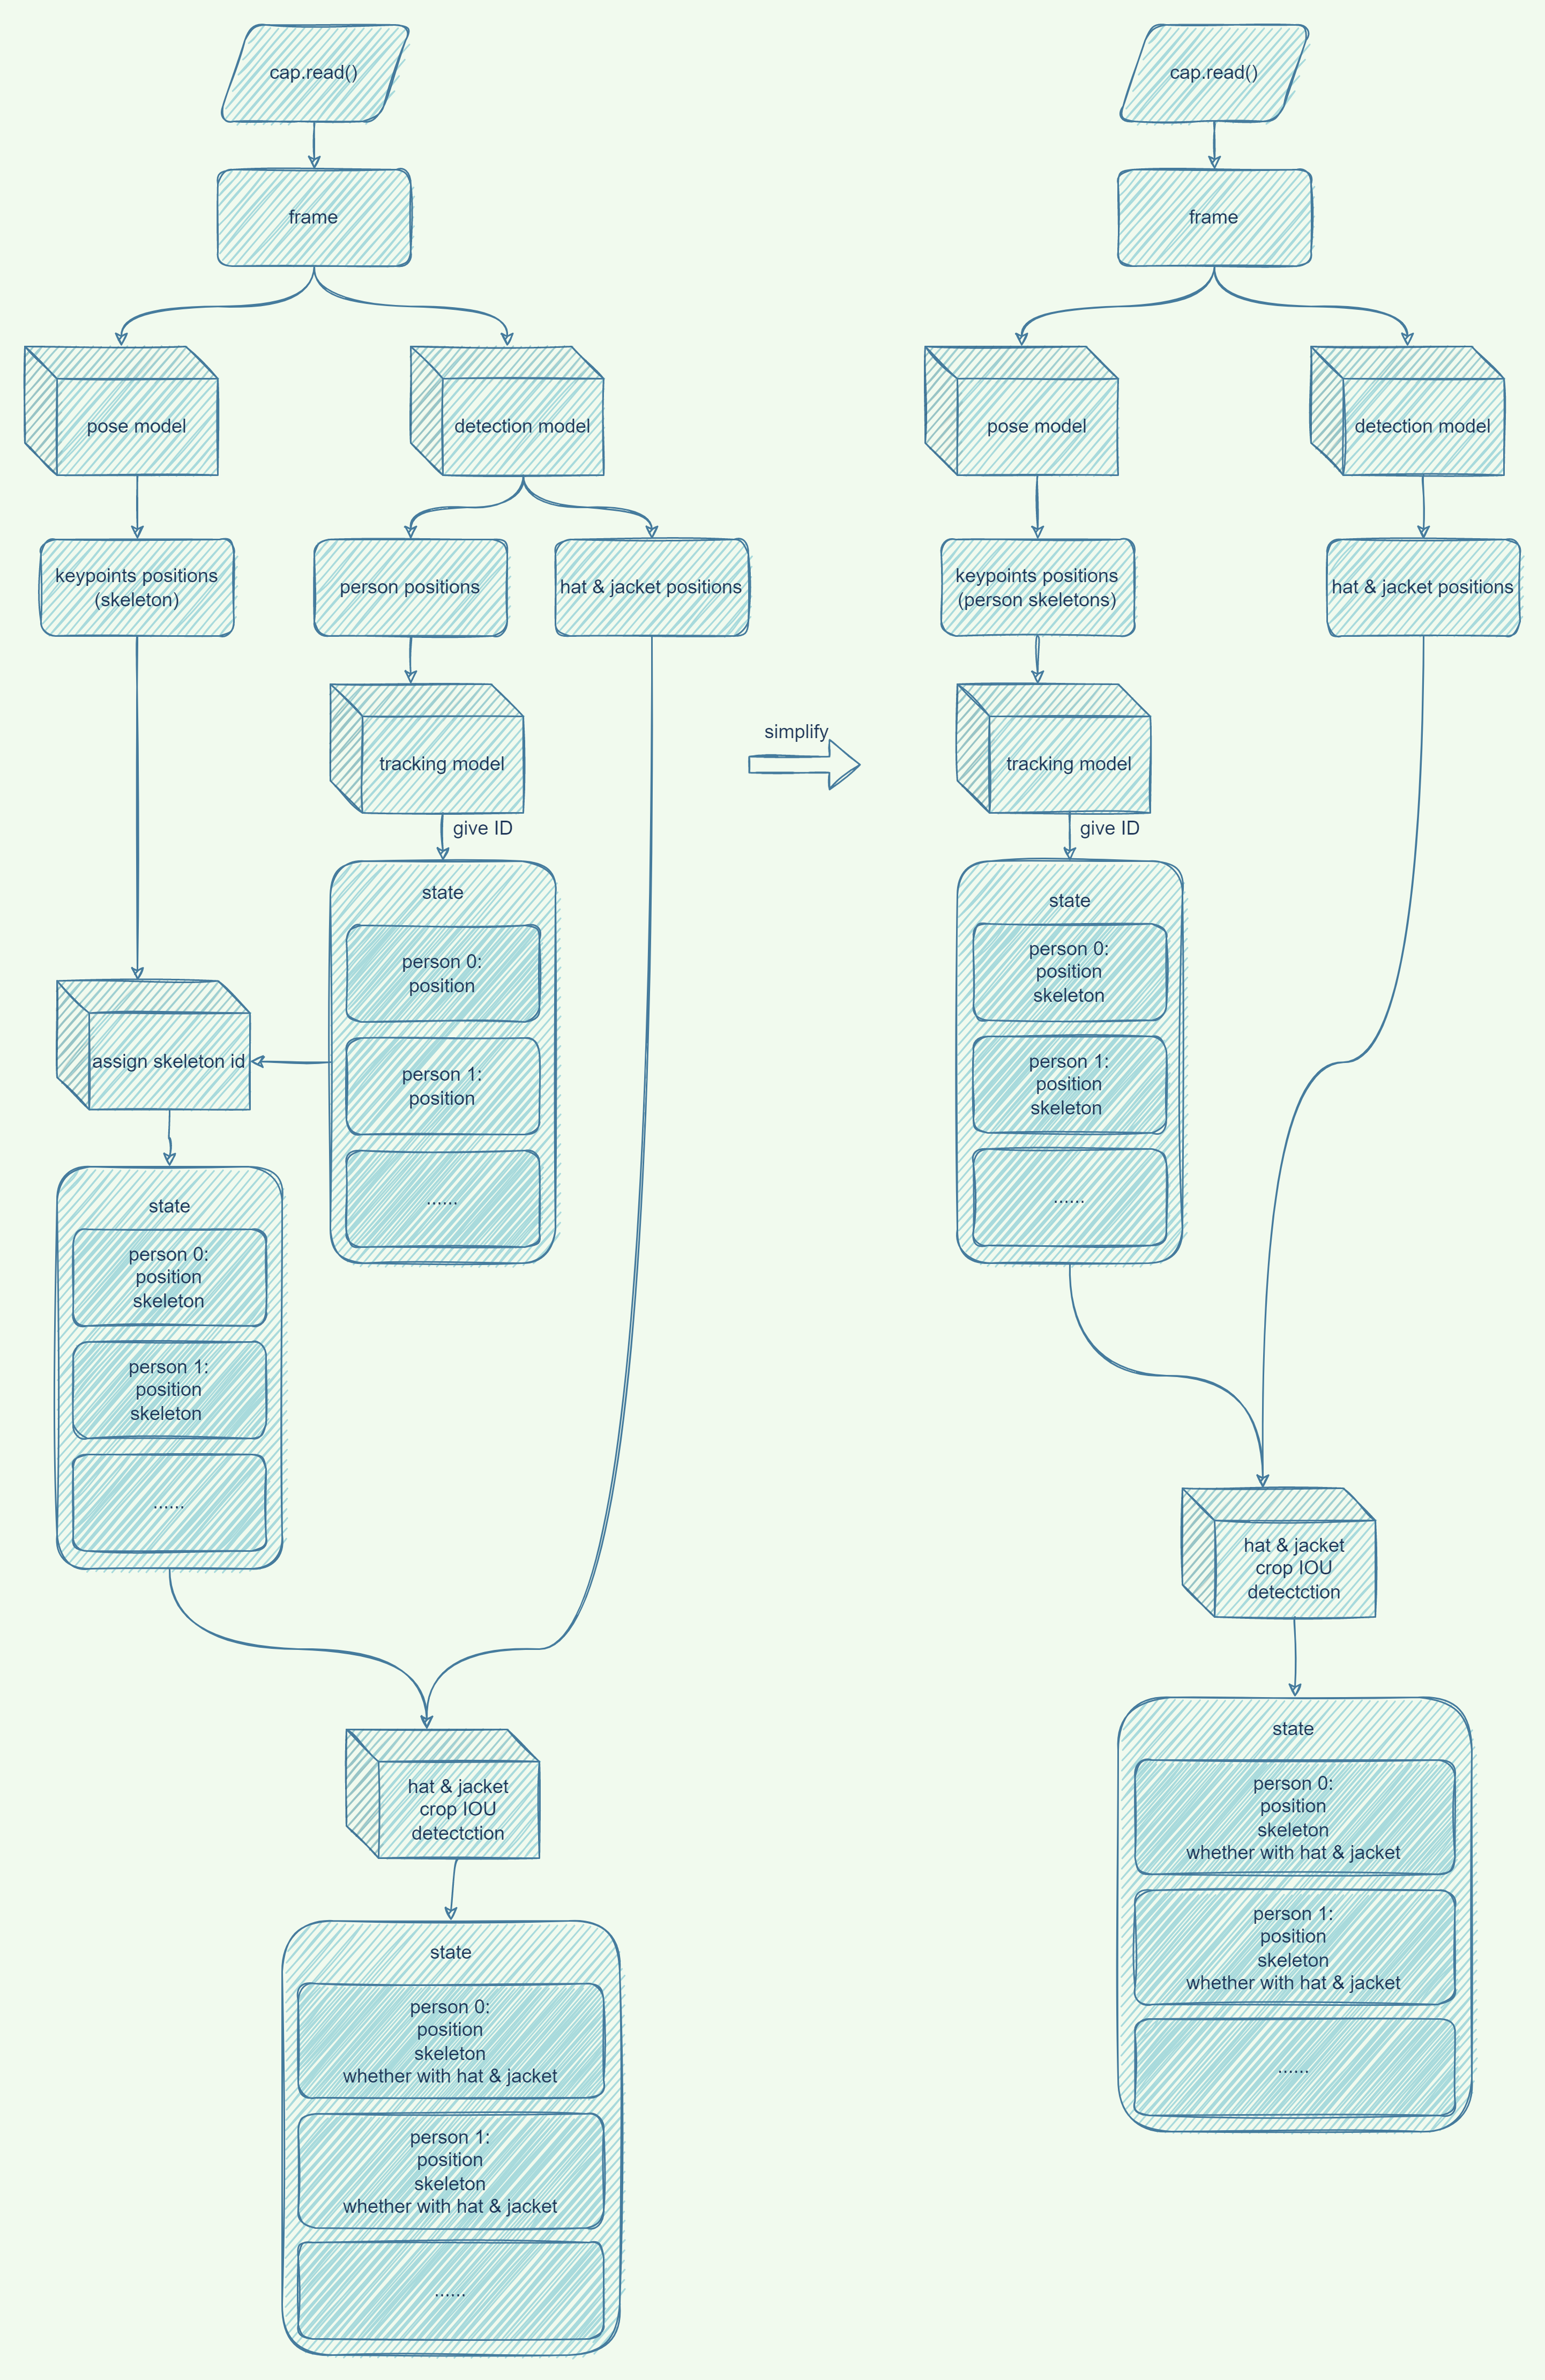 cap.read()
frame
pose model
detection model
keypoints positions
(skeleton)
person positions
hat & jacket positions
tracking model
give ID
state
person 0:
position
person 1:
position
......
assign skeleton id
state
person 0:
position
skeleton
person 1:
position
skeleton
......
hat & jacket
crop IOU
detectction
state
person 0:
position
skeleton
whether with hat & jacket
person 1:
position
skeleton
whether with hat & jacket
......
simplify
cap.read()
frame
pose model
detection model
keypoints positions
(person skeletons)
hat & jacket positions
tracking model
give ID
state
person 0:
position
skeleton
person 1:
position
skeleton
......
hat & jacket
crop IOU
detectction
state
person 0:
position
skeleton
whether with hat & jacket
person 1:
position
skeleton
whether with hat & jacket
......